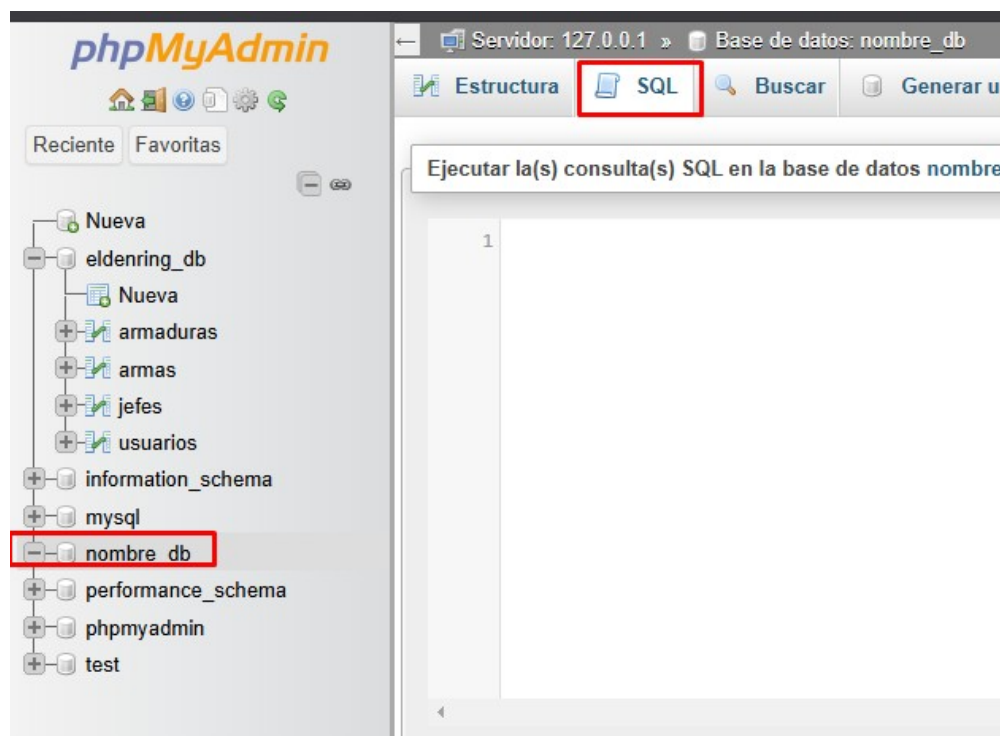 phpMyAdmin
Reciente Favoritas
Nueva
eldenring_db
Nueva
armaduras
armas
jefes
usuarios
information_schema
mysql
nombre_db
performance_schema
phpmyadmin
test
← Servidor: 127.0.0.1 » Base de datos: nombre_db
Estructura SQL Buscar Generar u
Ejecutar la(s) consulta(s) SQL en la base de datos nombre
1